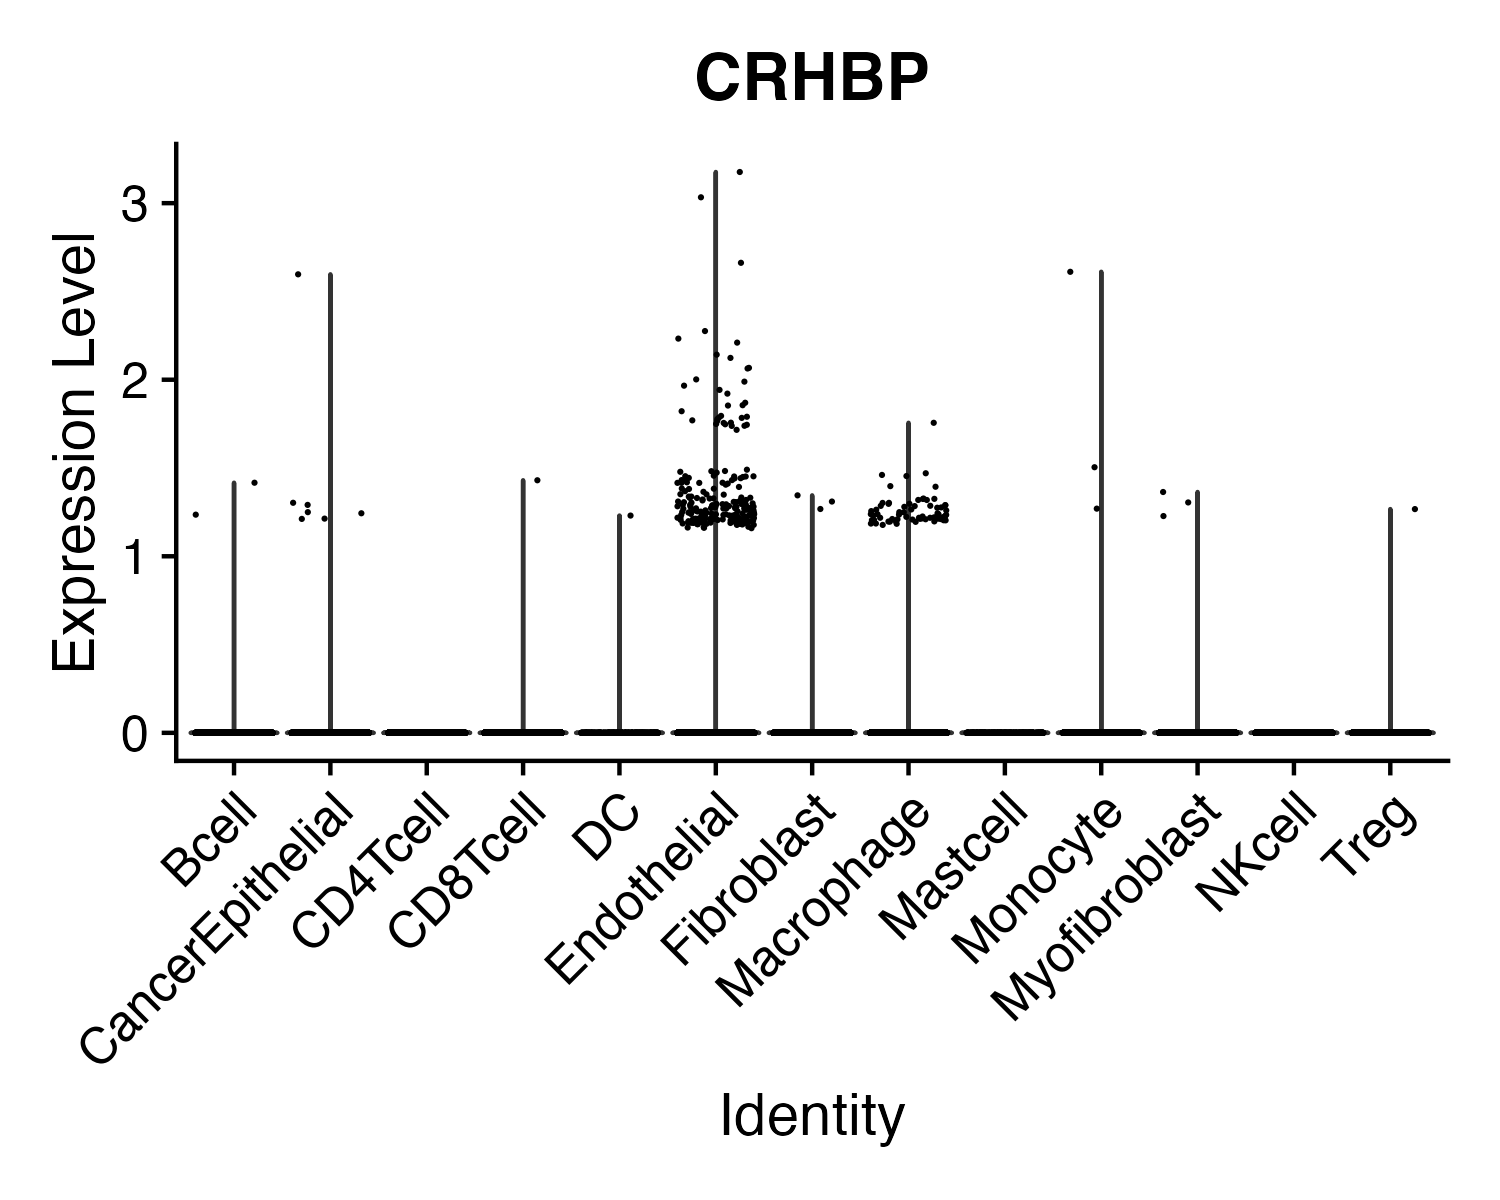 CRHBP
Expression Level
3
2
1
0
Bcell
CancerEpithelial
CD4Tcell
CD8Tcell
DC
Endothelial
Fibroblast
Macrophage
Mastcell
Monocyte
Myofibroblast
NKcell
Treg
Identity